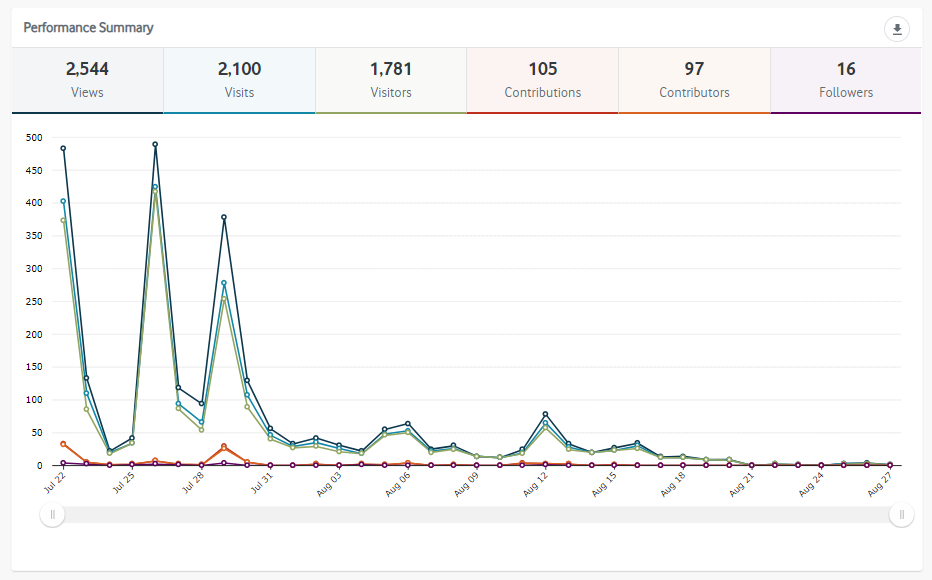 Performance Summary
2,544 2,100 1,781 105 97 16
Views Visits Visitors Contributions Contributors Followers
500
450
400
350
300
250
200
150
100
50
0
Jul 22 Jul 25 Jul 28 Jul 31 Aug 03 Aug 06 Aug 09 Aug 12 Aug 15 Aug 18 Aug 21 Aug 24 Aug 27